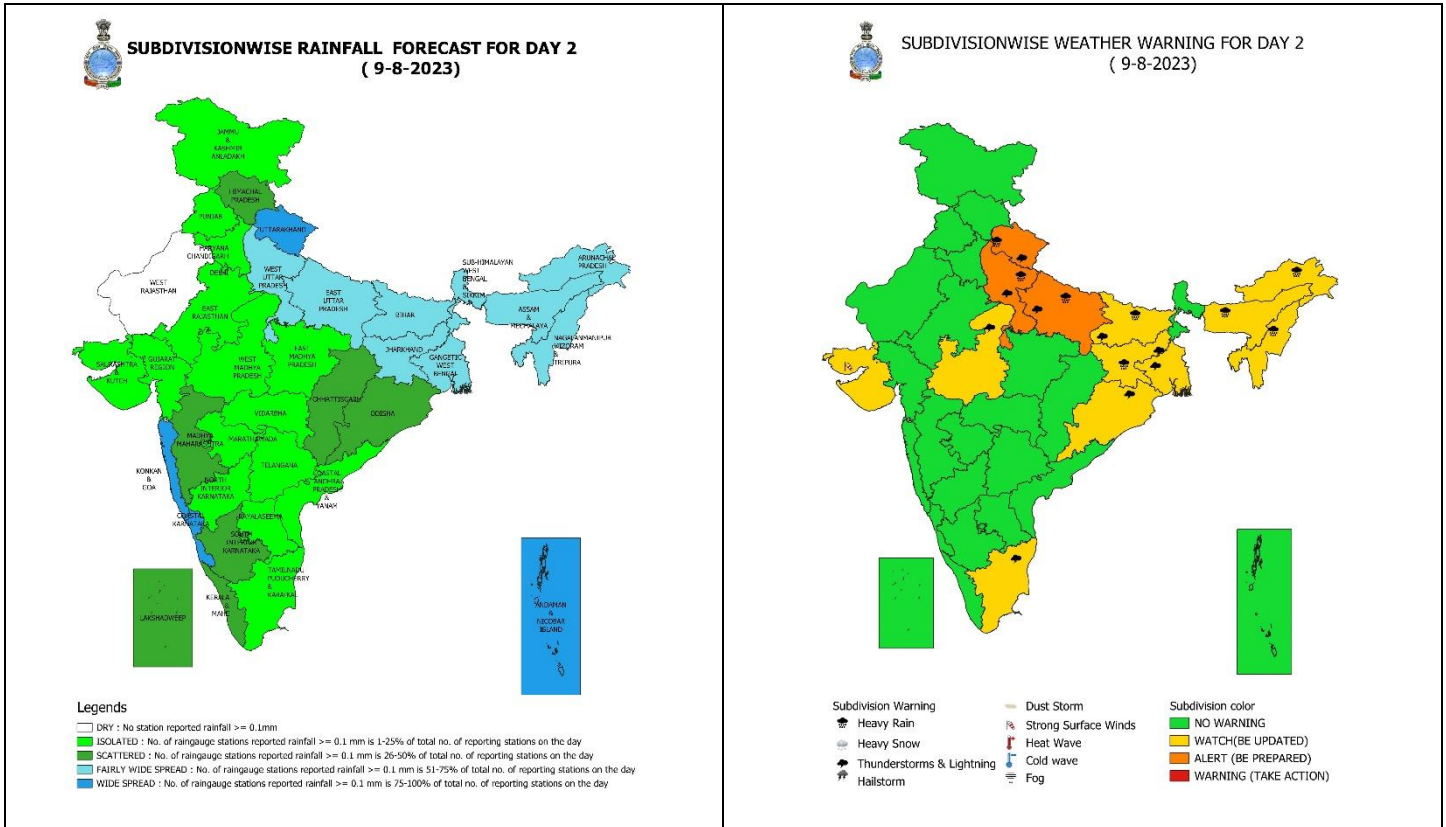 SUBDIVISIONWISE RAINFALL FORECAST FOR DAY 2
( 9-8-2023)
JAMMU
&
KASHMIR
ANLADAKH
HIMACHAL
PRADESH
PUNJAB
UTTARAKHAND
HARYANA
CHANDIGARH
&
DELHI
WEST
RAJASTHAN
WEST
UTTAR
PRADESH
EAST
UTTAR
PRADESH
SUB-HIMALAYAN
WEST
BENGAL
&
SIKKIM
ARUNACHAL
PRADESH
ASSAM
&
MEGHALAYA
BIHAR
EAST
RAJASTHAN
NAGALANMANIPUR
MIZORAM
&
TRIPURA
JHARKHAND
GANGETIC
WEST
BENGAL
SAURASHTRA
&
KUTCH
GUJARAT
REGION
WEST
MADHYA
PRADESH
EAST
MADHYA
PRADESH
CHHATTISGARH
ODISHA
VIDARBHA
MADHYA
MAHARASHTRA
MARATHAWADA
TELANGANA
KONKAN
&
GOA
NORTH
INTERIOR
KARNATAKA
COASTAL
ANDHRA
PRADESH
&
YANAM
COASTAL
KARNATAKA
RAYALASEEMA
SOUTH
INTERIOR
KARNATAKA
TAMILNADU
PUDUCHERRY
&
KARAIKAL
KERALA
&
MAHE
LAKSHADWEEP
ANDAMAN
&
NICOBAR
ISLAND
Legends
DRY : No station reported rainfall >= 0.1mm
ISOLATED : No. of raingauge stations reported rainfall >= 0.1 mm is 1-25% of total no. of reporting stations on the day
SCATTERED : No. of raingauge stations reported rainfall >= 0.1 mm is 26-50% of total no. of reporting stations on the day
FAIRLY WIDE SPREAD : No. of raingauge stations reported rainfall >= 0.1 mm is 51-75% of total no. of reporting stations on the day
WIDE SPREAD : No. of raingauge stations reported rainfall >= 0.1 mm is 75-100% of total no. of reporting stations on the day
SUBDIVISIONWISE WEATHER WARNING FOR DAY 2
( 9-8-2023)
Subdivision Warning
Heavy Rain
Heavy Snow
Thunderstorms & Lightning
Hailstorm
Dust Storm
Strong Surface Winds
Heat Wave
Cold wave
Fog
Subdivision color
NO WARNING
WATCH(BE UPDATED)
ALERT (BE PREPARED)
WARNING (TAKE ACTION)